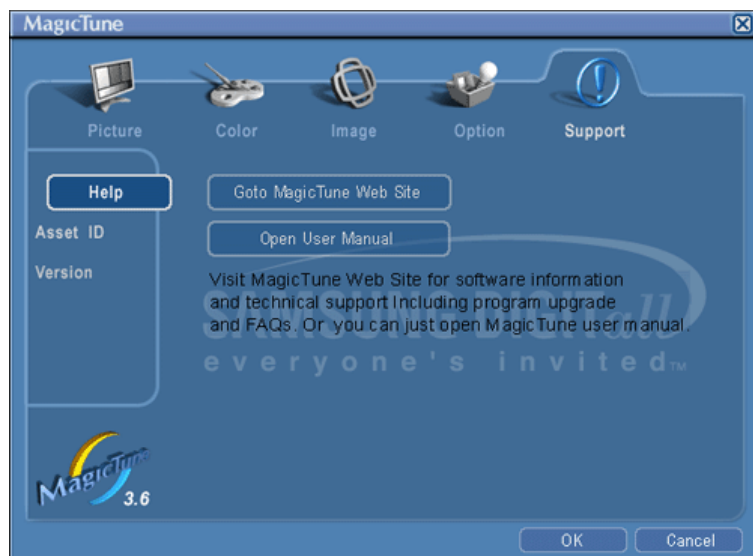 MagicTune
Picture
Color
Image
Option
Support
Help
Asset ID
Version
Goto MagicTune Web Site
Open User Manual
Visit MagicTune Web Site for software information
and technical support Including program upgrade
and FAQs. Or you can just open MagicTune user manual.
SAMSUNG DIGITall
everyone's invited™
MagicTune
3.6
OK
Cancel